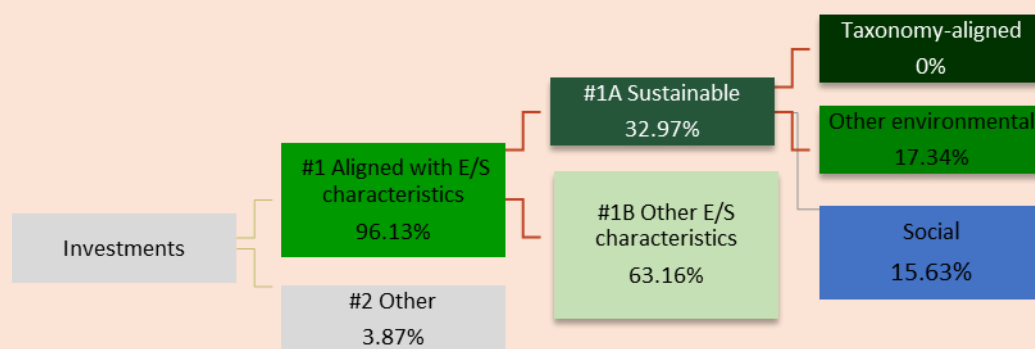 Investments
#1 Aligned with E/S
characteristics
96.13%
#2 Other
3.87%
#1A Sustainable
32.97%
#1B Other E/S
characteristics
63.16%
Taxonomy-aligned
0%
Other environmental
17.34%
Social
15.63%